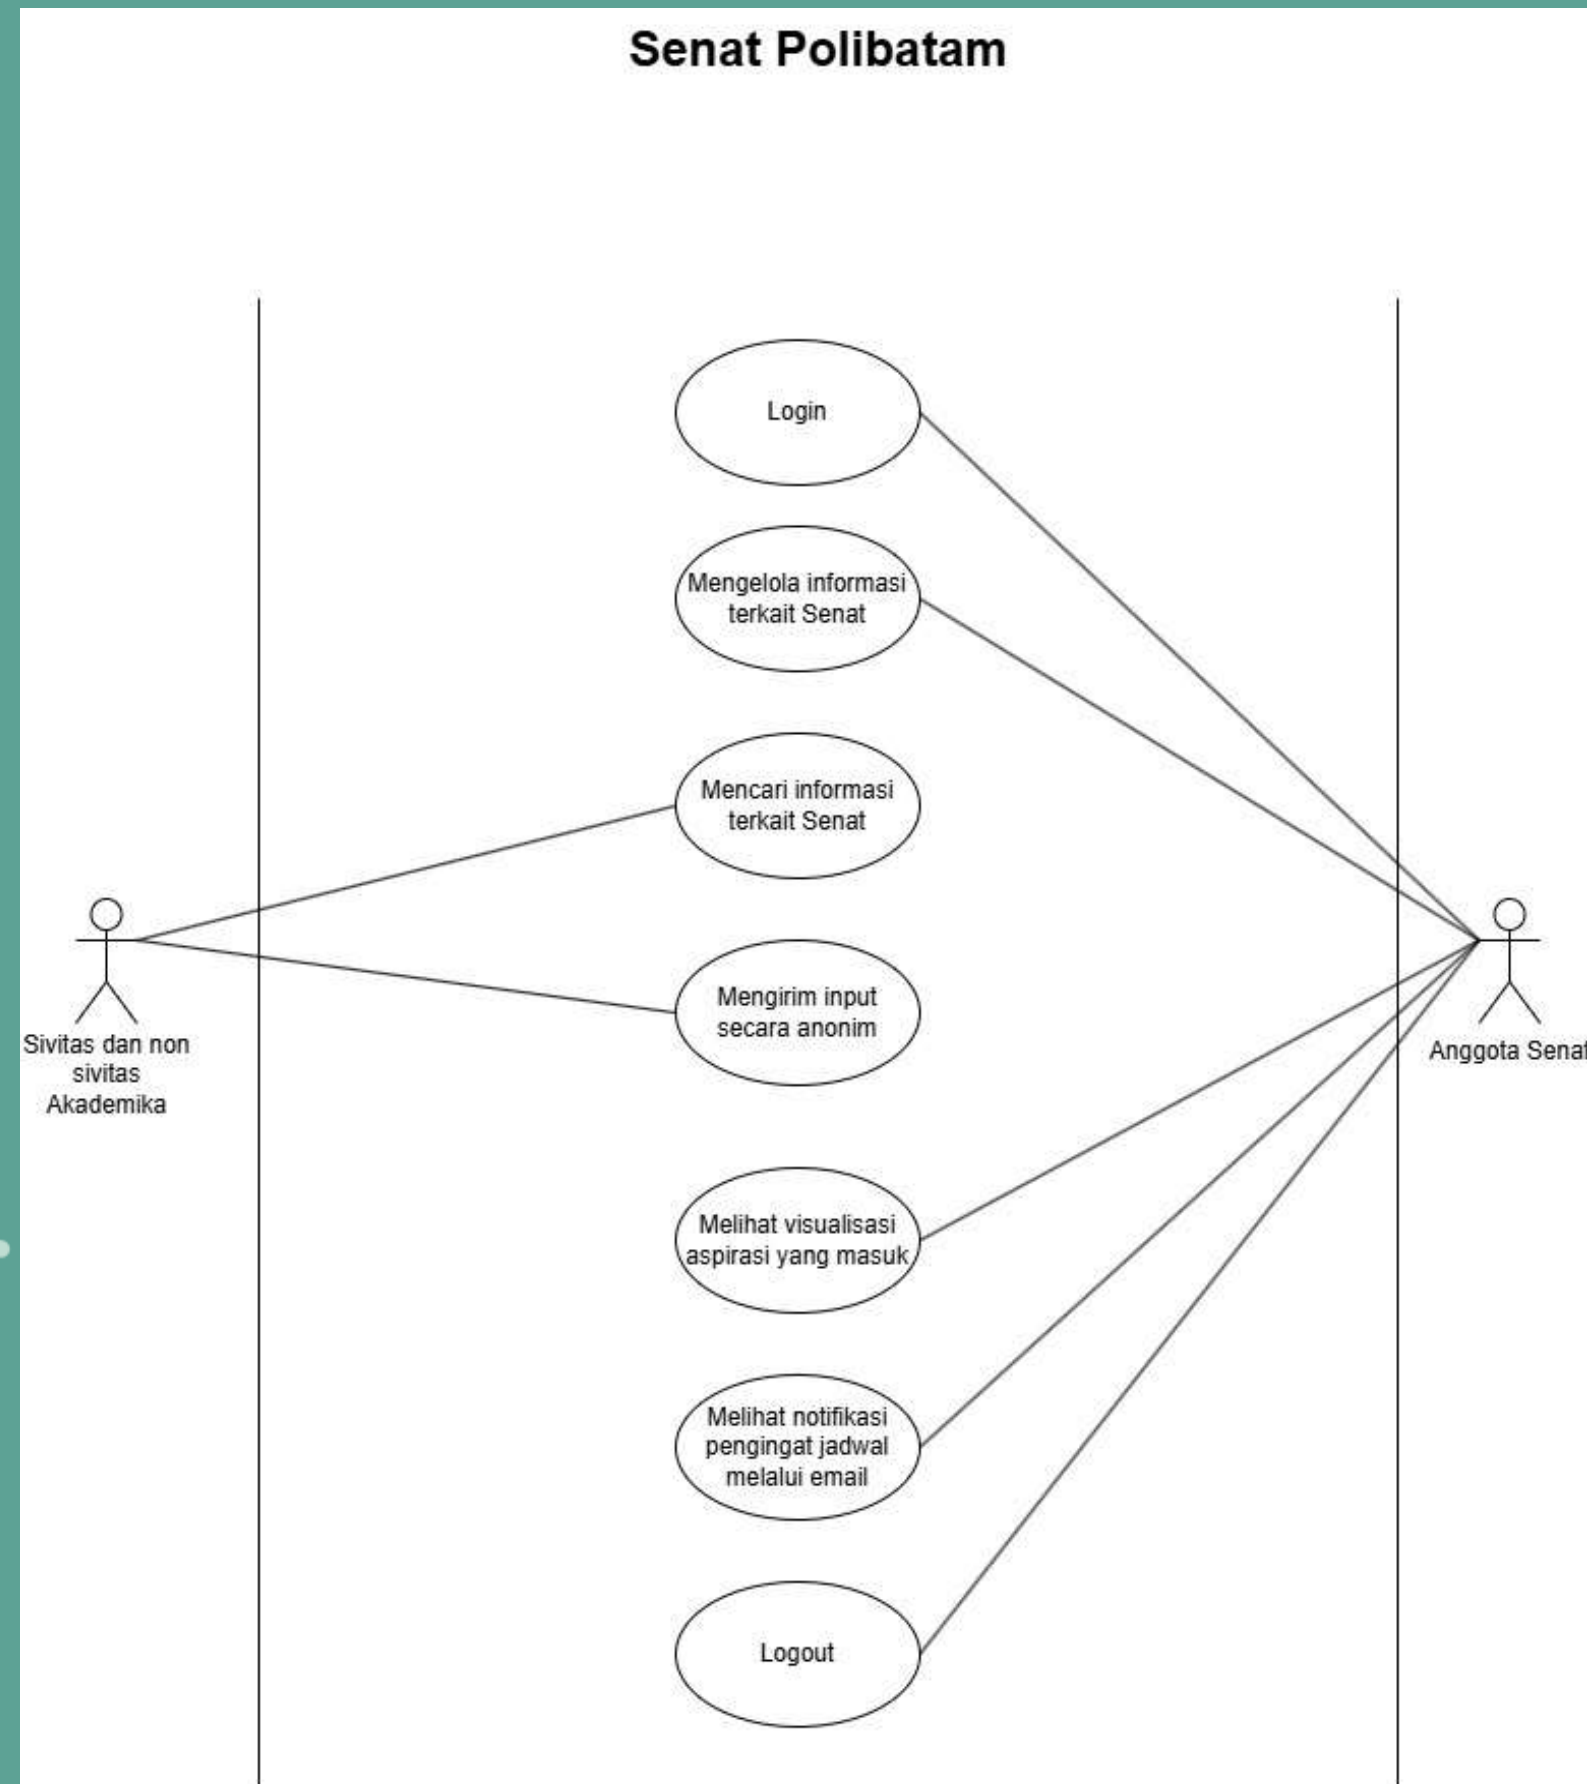 Senat Polibatam
Login
Mengelola informasi
terkait Senat
Mencari informasi
terkait Senat
Mengirim input
secara anonim
Sivitas dan non
sivitas
Akademika
Anggota Senat
Melihat visualisasi
aspirasi yang masuk
Melihat notifikasi
pengingat jadwal
melalui email
Logout